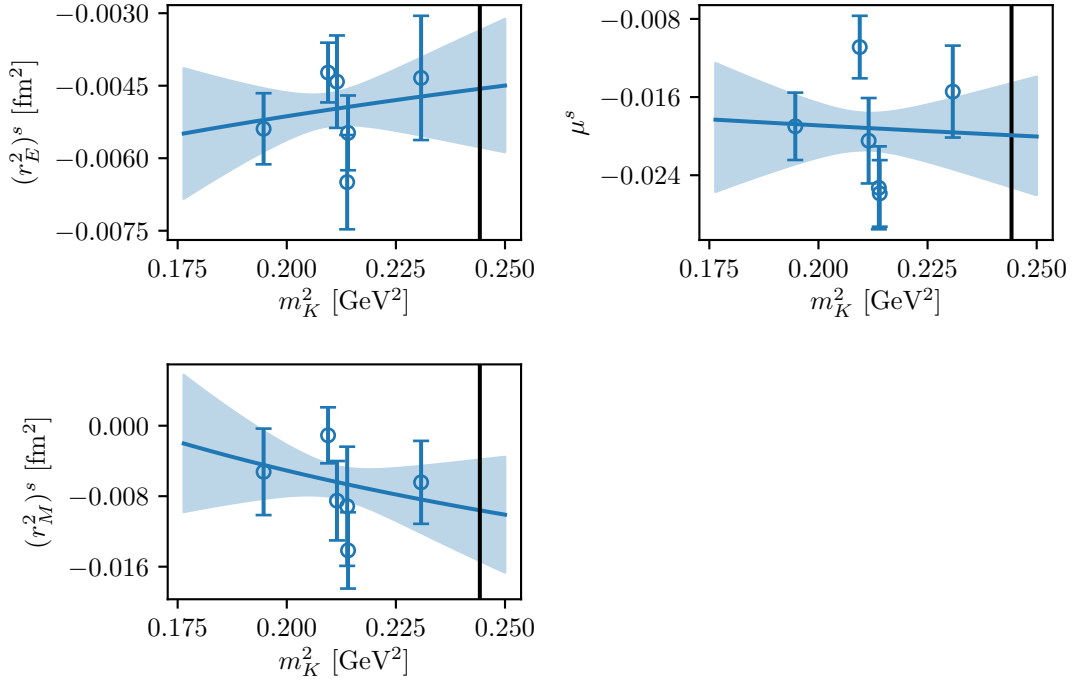 −0.0030
−0.0045
−0.0060
−0.0075
(r_E^2)^s [fm^2]
0.175 0.200 0.225 0.250
m_K^2 [GeV^2]
−0.008
−0.016
−0.024
μ^s
0.175 0.200 0.225 0.250
m_K^2 [GeV^2]
0.000
−0.008
−0.016
(r_M^2)^s [fm^2]
0.175 0.200 0.225 0.250
m_K^2 [GeV^2]